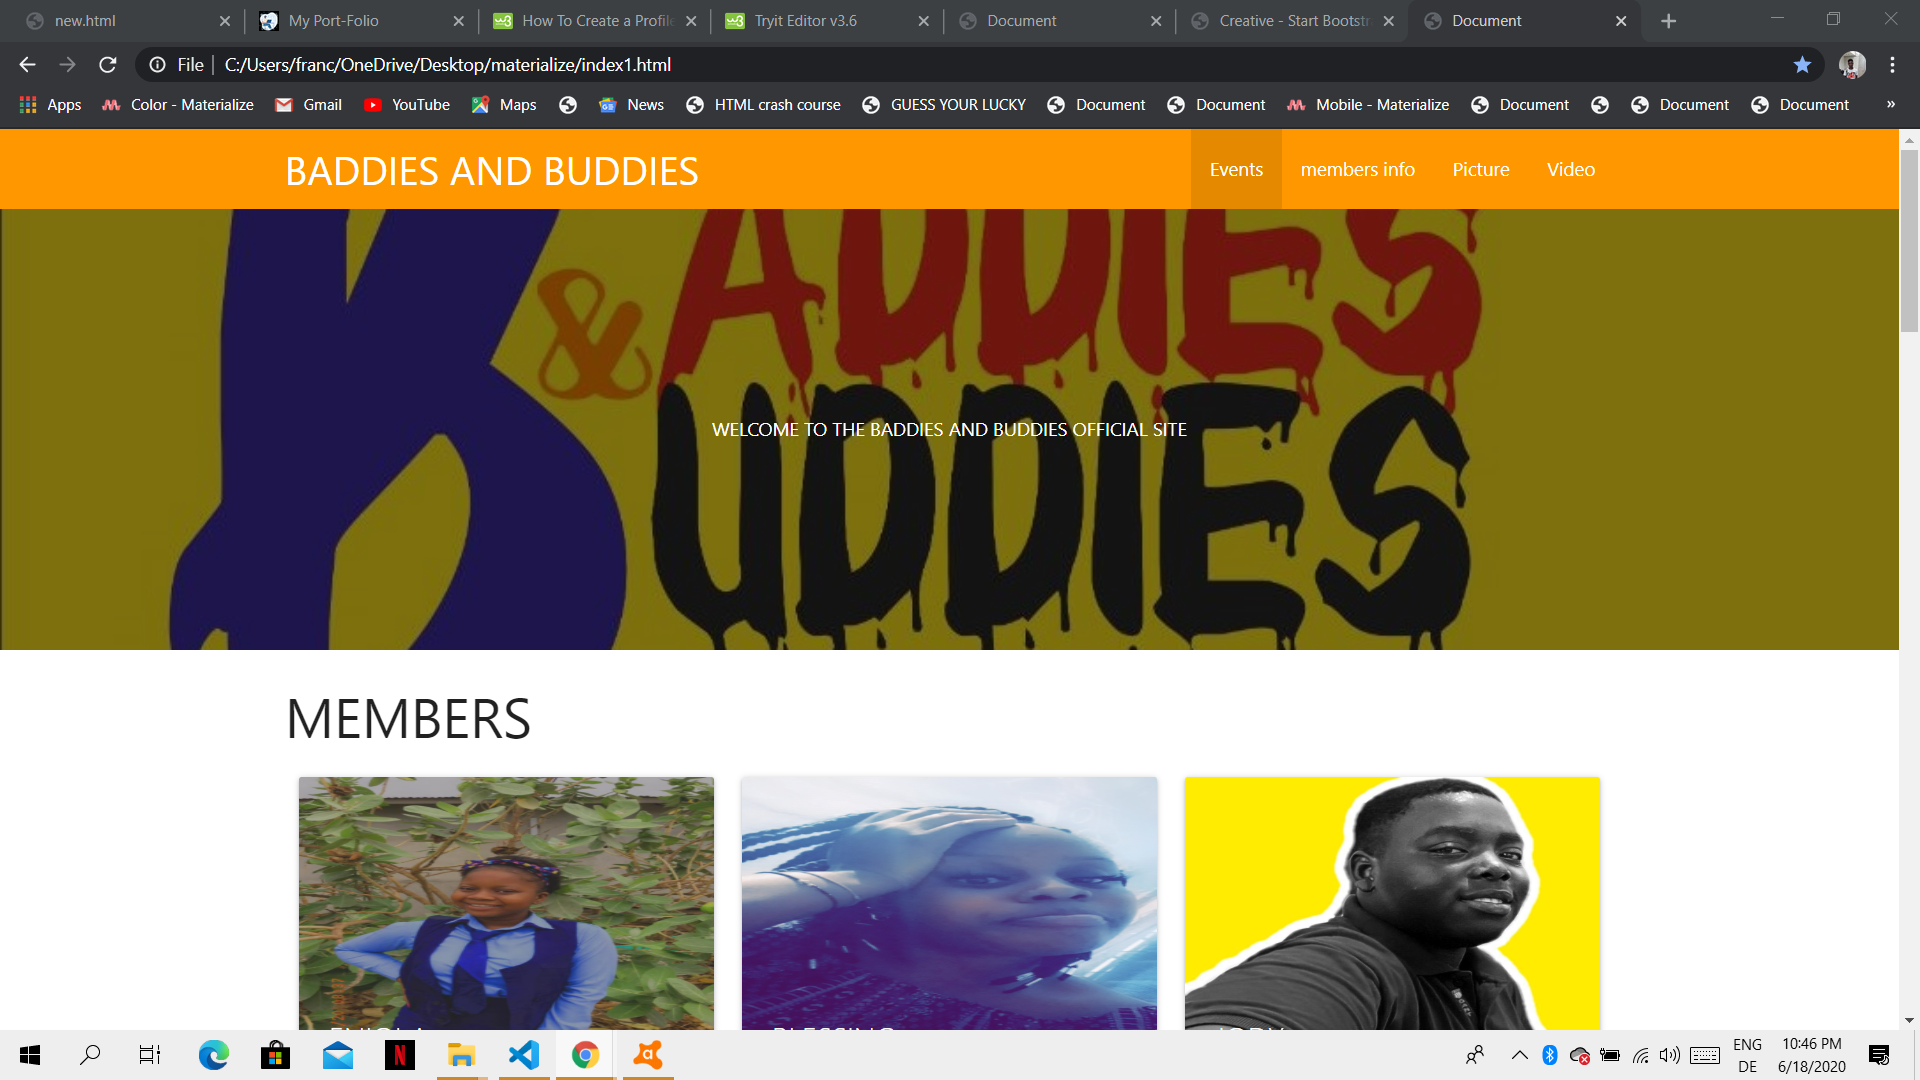 new.html
My Port-Folio
How To Create a Profile
Tryit Editor v3.6
Document
Creative - Start Bootstr
Document
File
C:/Users/franc/OneDrive/Desktop/materialize/index1.html
Apps
Color - Materialize
Gmail
YouTube
Maps
News
HTML crash course
GUESS YOUR LUCKY
Document
Document
Mobile - Materialize
Document
Document
Document
»
BADDIES AND BUDDIES
Events
members info
Picture
Video
B
&
ADDIES
UDDIES
WELCOME TO THE BADDIES AND BUDDIES OFFICIAL SITE
MEMBERS
BLESSING
ENG
DE
10:46 PM
6/18/2020